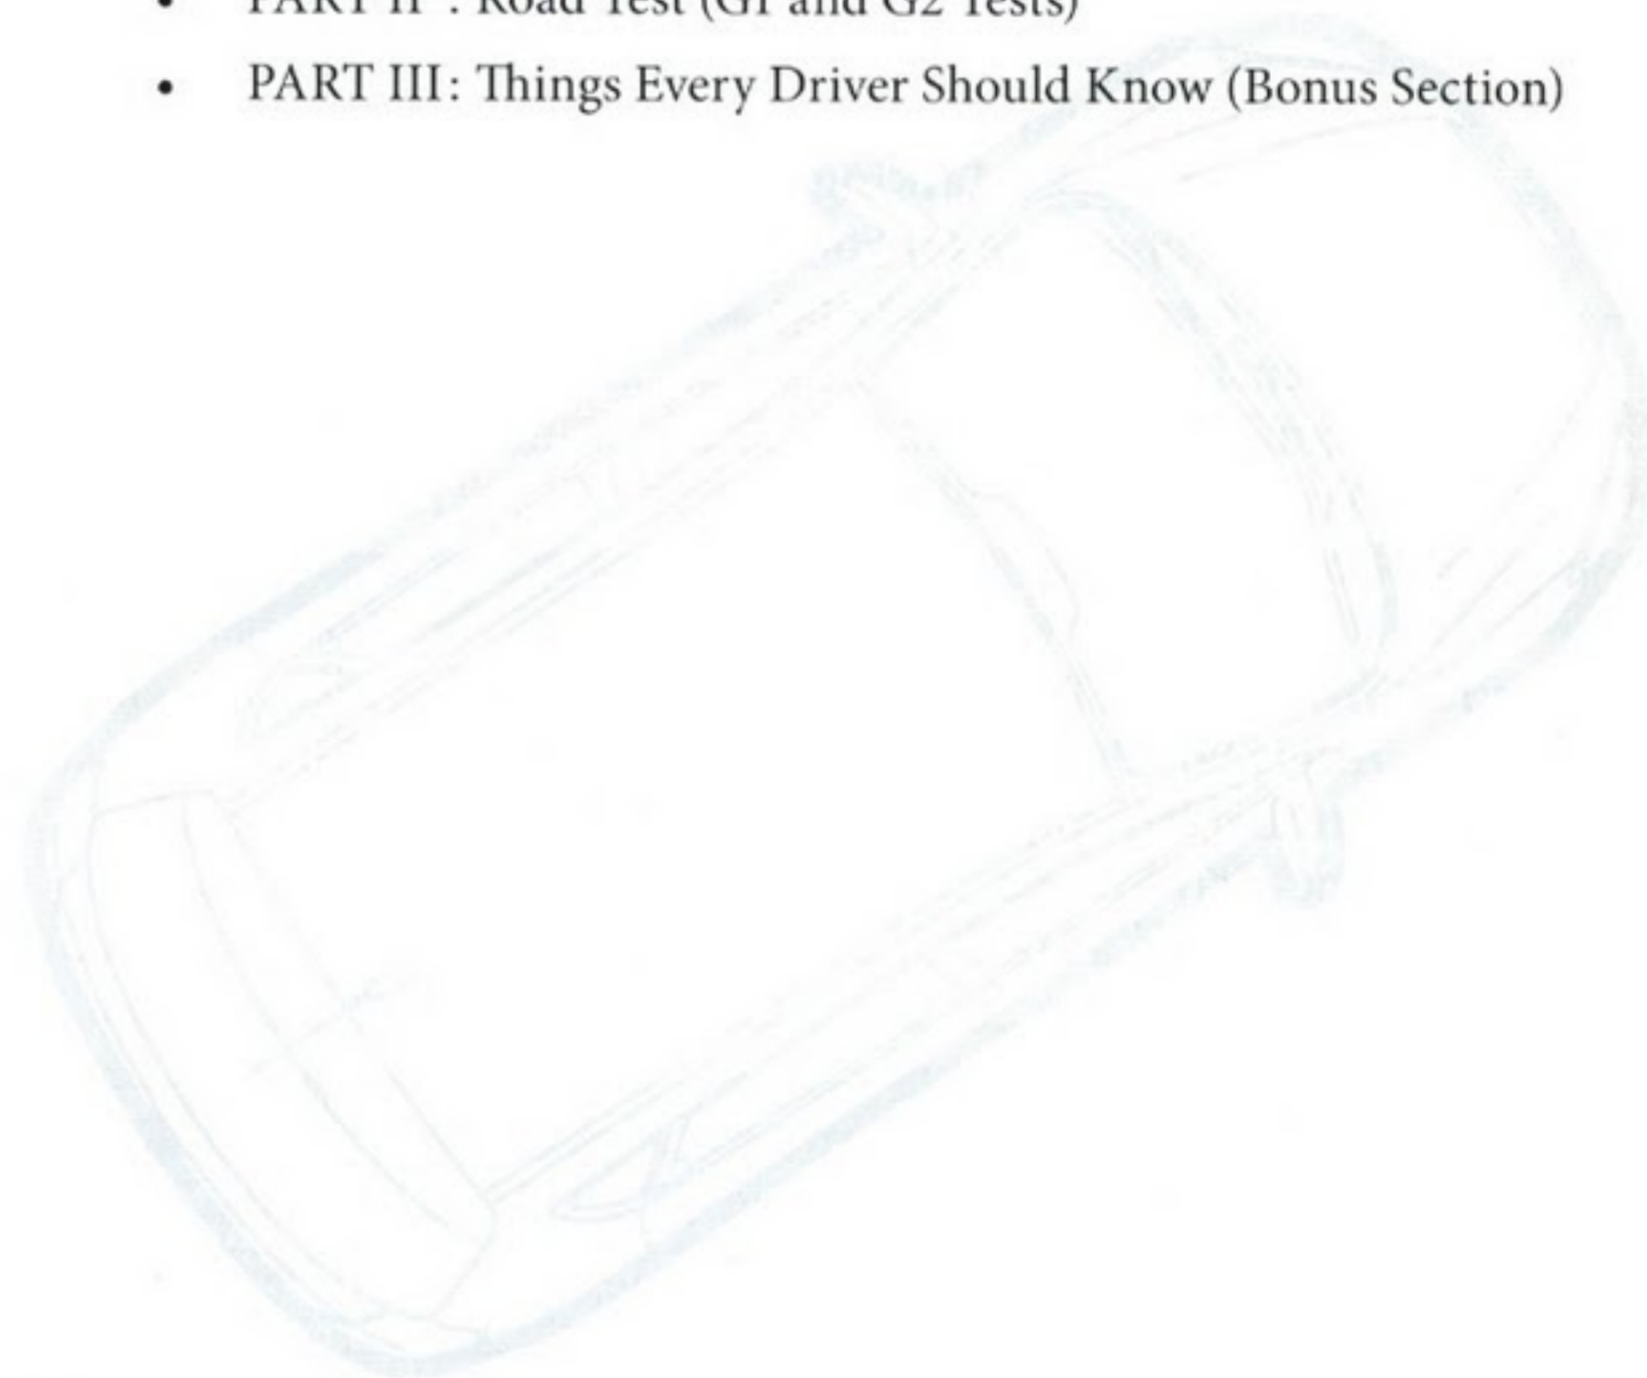 • PART II : Road Test (G1 and G2 Tests)
• PART III: Things Every Driver Should Know (Bonus Section)